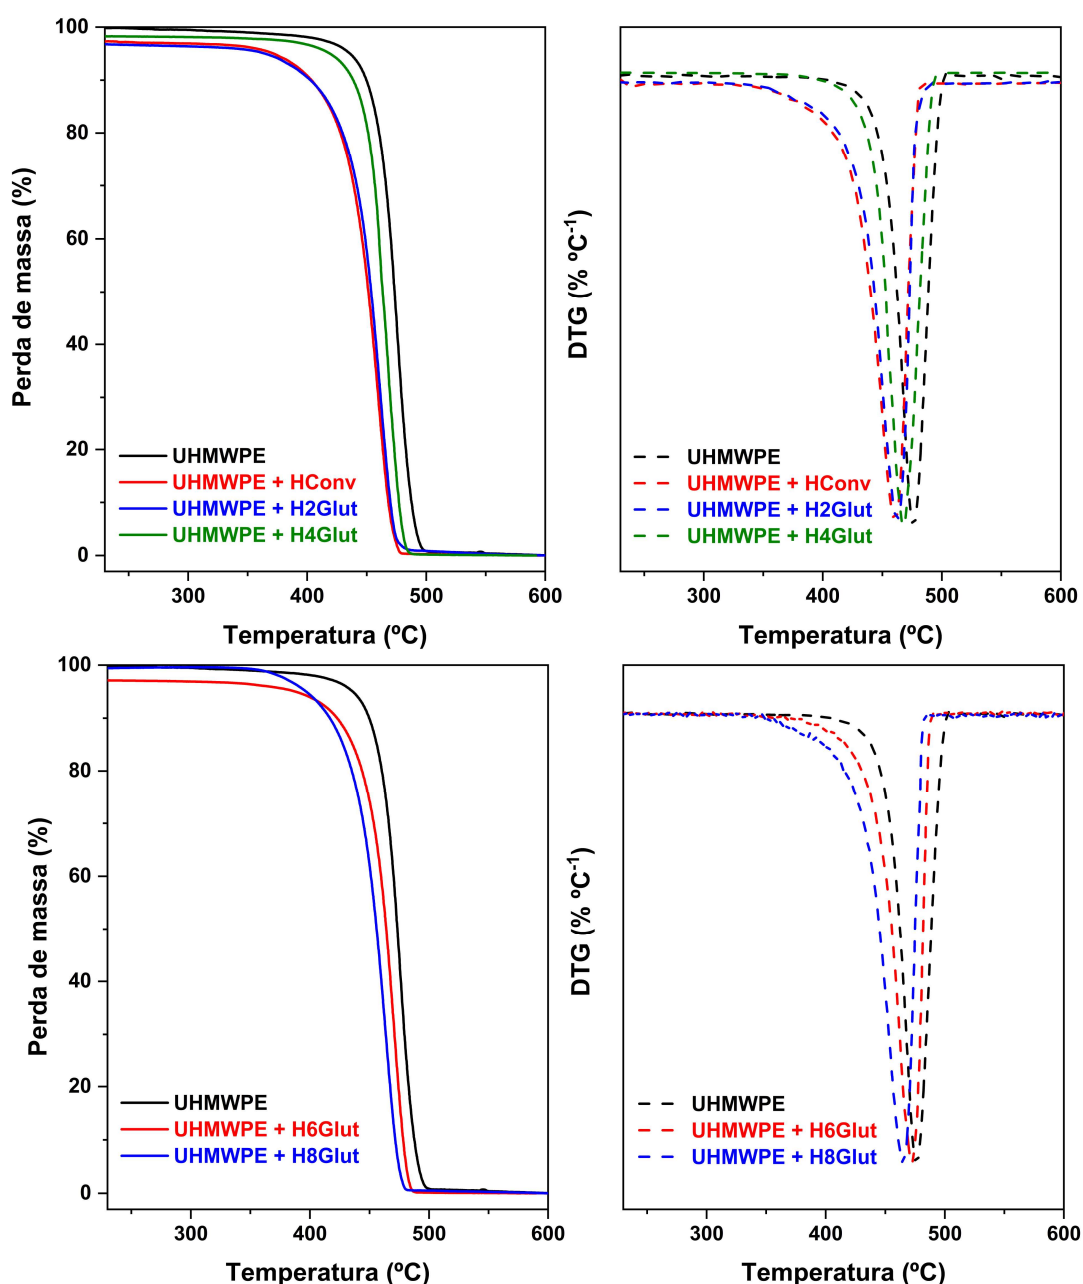 100
80
60
40
20
0
Perda de massa (%)
UHMWPE
UHMWPE + HConv
UHMWPE + H2Glut
UHMWPE + H4Glut
300
400
500
600
Temperatura (ºC)
DTG (% ºC-1)
UHMWPE
UHMWPE + HConv
UHMWPE + H2Glut
UHMWPE + H4Glut
300
400
500
600
Temperatura (ºC)
100
80
60
40
20
0
Perda de massa (%)
UHMWPE
UHMWPE + H6Glut
UHMWPE + H8Glut
300
400
500
600
Temperatura (ºC)
DTG (% ºC-1)
UHMWPE
UHMWPE + H6Glut
UHMWPE + H8Glut
300
400
500
600
Temperatura (ºC)